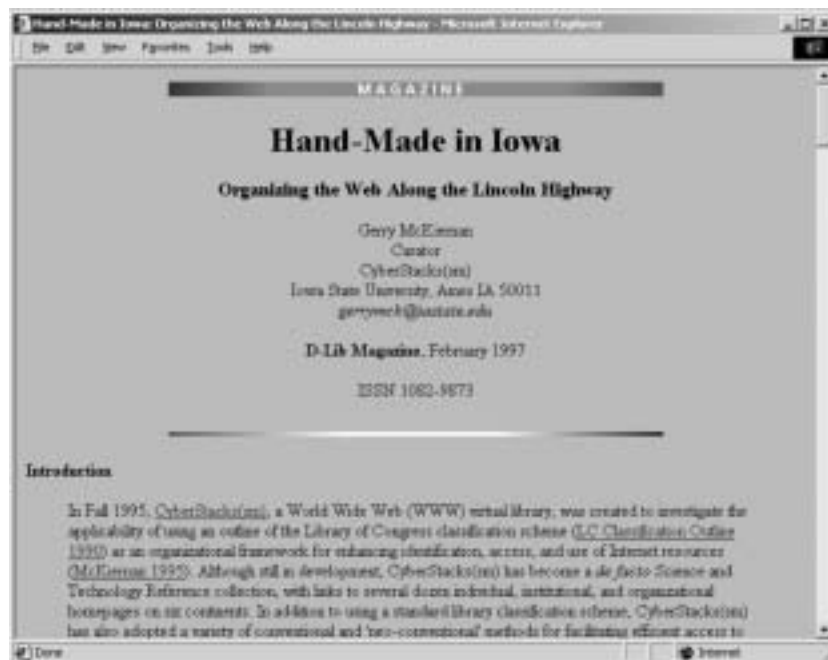 Hand-Made in Iowa: Organizing the Web Along the Lincoln Highway - Microsoft Internet Explorer
File Edit View Favorites Tools Help
MAGAZINE
Hand-Made in Iowa
Organizing the Web Along the Lincoln Highway
Gerry McKiernan
Curator
CyberStacks(sm)
Iowa State University, Ames IA 50011
gerrymck@iastate.edu
D-Lib Magazine, February 1997
ISSN 1082-9873
Introduction
In Fall 1995, CyberStacks(sm), a World Wide Web (WWW) virtual library, was created to investigate the
applicability of using an outline of the Library of Congress classification scheme (LC Classification Outline
1990) as an organizational framework for enhancing identification, access, and use of Internet resources
(McKiernan 1995). Although still in development, CyberStacks(sm) has become a de facto Science and
Technology Reference collection, with links to several dozen individual, institutional, and organizational
homepages on six continents. In addition to using a standard library classification scheme, CyberStacks(sm)
has also adopted a variety of conventional and 'neo-conventional' methods for facilitating efficient access to
Done Internet